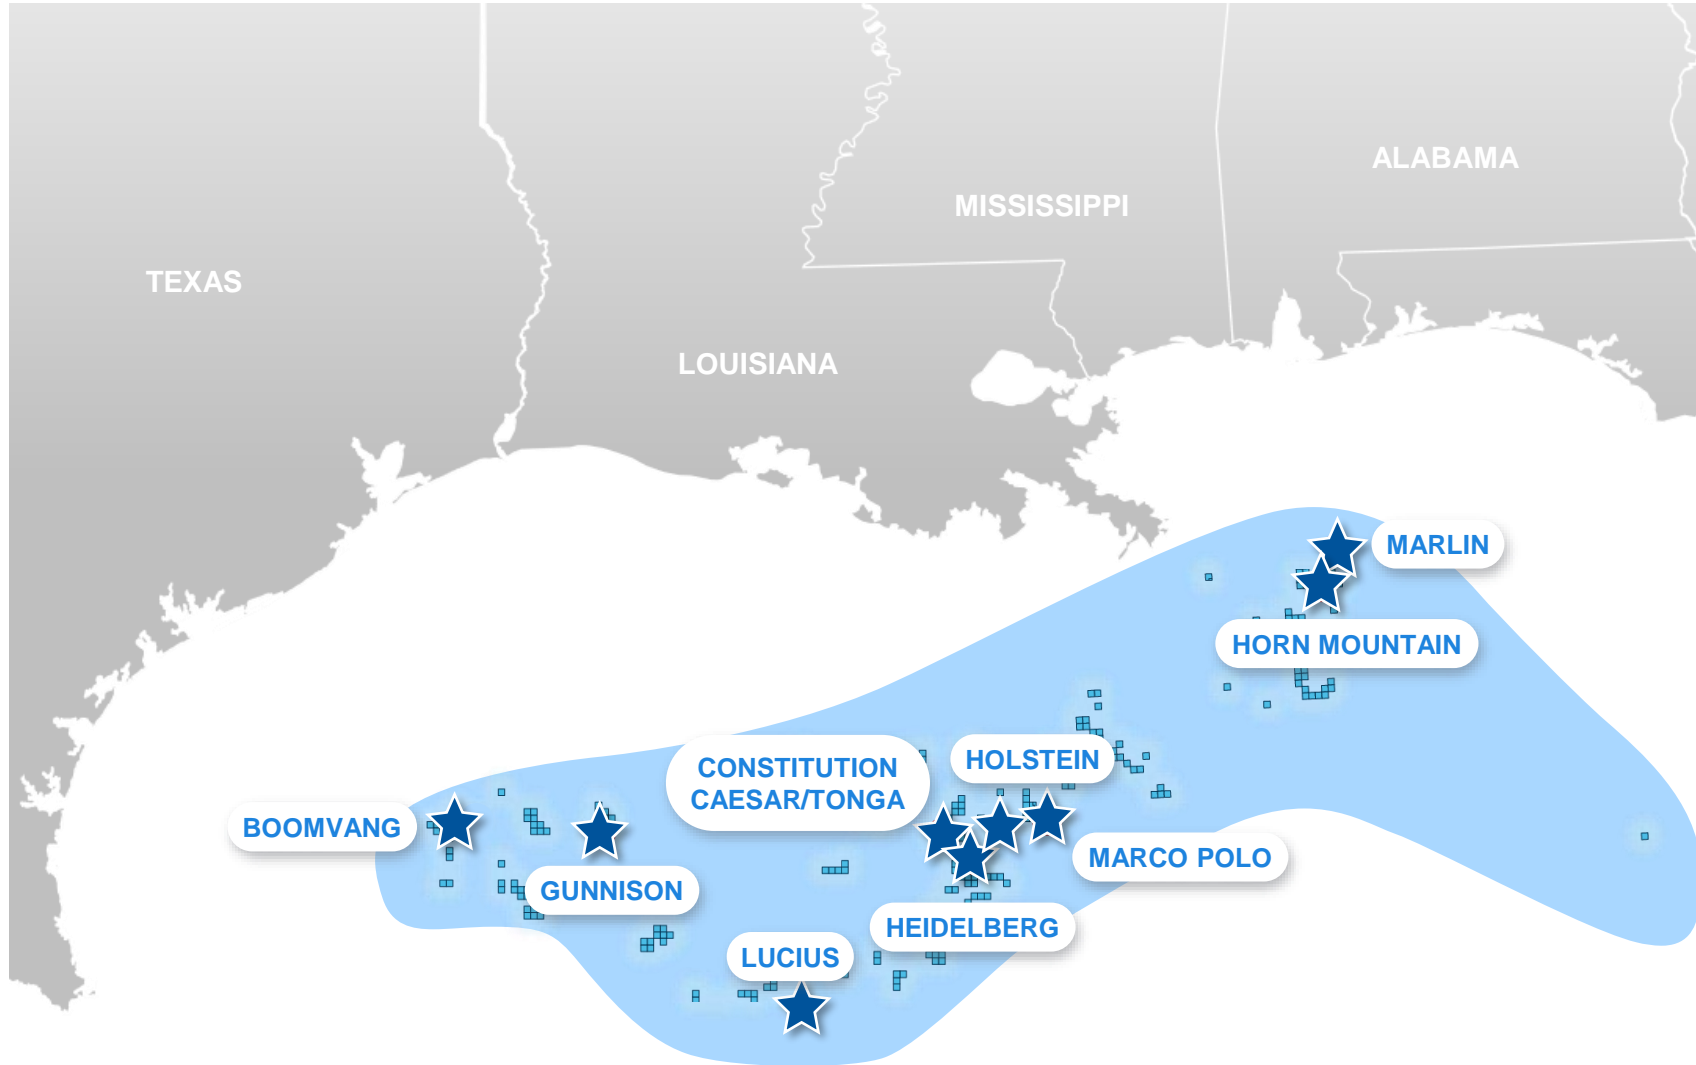 ALABAMA
MISSISSIPPI
TEXAS
LOUISIANA
MARLIN
HORN MOUNTAIN
CONSTITUTION
CAESAR/TONGA
HOLSTEIN
BOOMVANG
MARCO POLO
GUNNISON
HEIDELBERG
LUCIUS